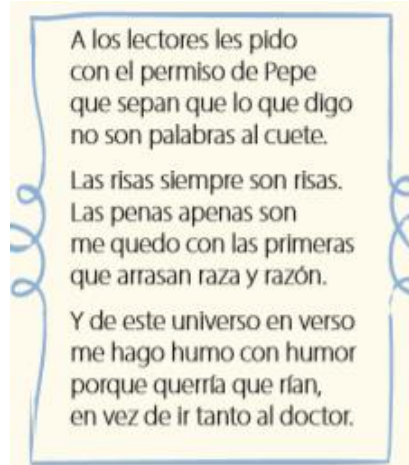 A los lectores les pido
con el permiso de Pepe
que sepan que lo que digo
no son palabras al cuete.
Las risas siempre son risas.
Las penas apenas son
me quedo con las primeras
que arrasan raza y razón.
Y de este universo en verso
me hago humo con humor
porque querría que rían,
en vez de ir tanto al doctor.